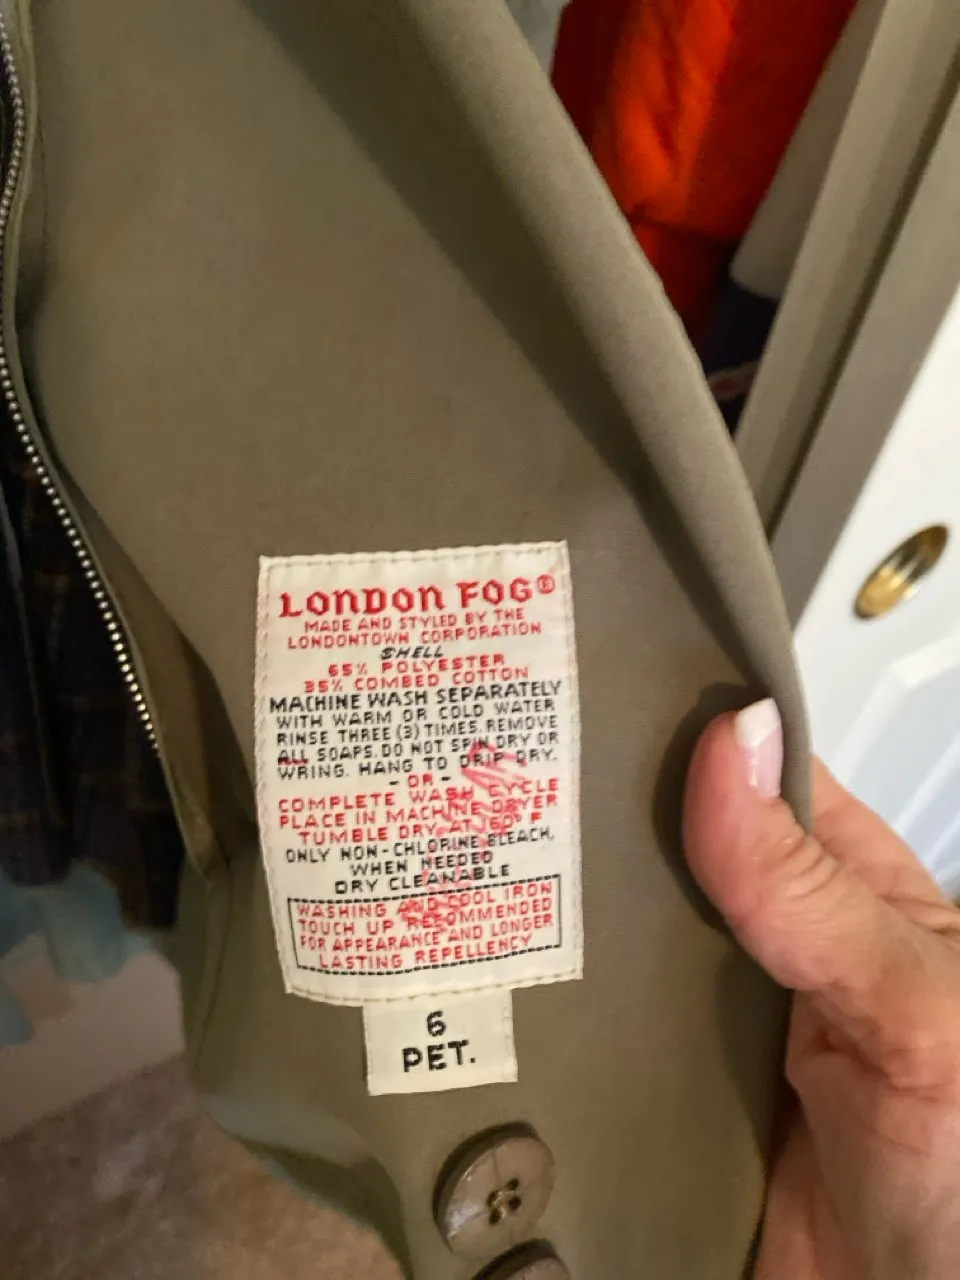 LONDON FOG®
MADE AND STYLED BY THE
LONDONTOWN CORPORATION
SHELL
65% POLYESTER
35% COMBED COTTON
MACHINE WASH SEPARATELY
WITH WARM OR COLD WATER
RINSE THREE (3) TIMES. REMOVE
ALL SOAPS. DO NOT SPIN DRY OR
WRING. HANG TO DRIP DRY.
- OR -
COMPLETE WASH CYCLE
PLACE IN MACHINE DRYER
TUMBLE DRY AT 160° F
ONLY NON-CHLORINE BLEACH,
WHEN NEEDED
DRY CLEANABLE
WASHING AND COOL IRON
TOUCH UP RECOMMENDED
FOR APPEARANCE AND LONGER
LASTING REPELLENCY
6
PET.